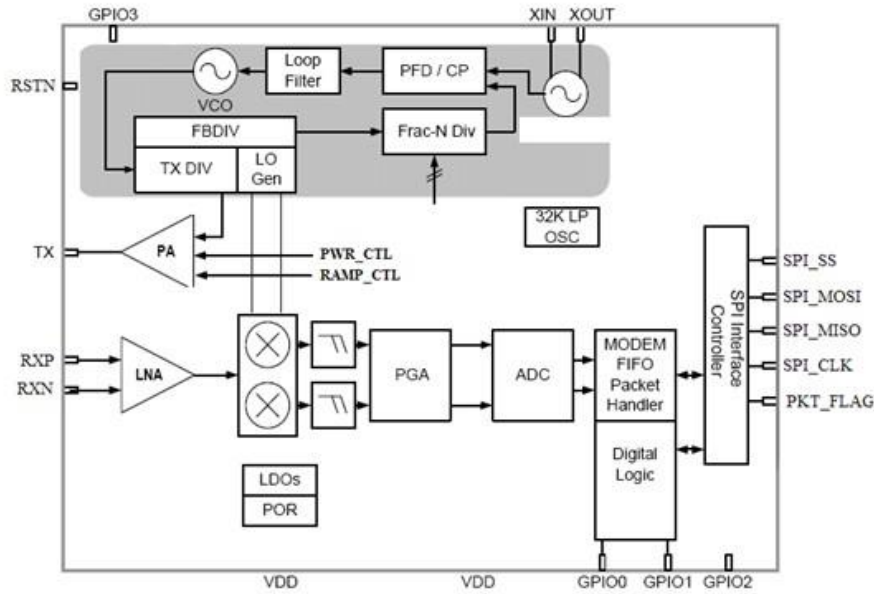 GPIO3
XIN
XOUT
RSTN
VCO
Loop
Filter
PFD / CP
FBDIV
TX DIV
LO
Gen
Frac-N Div
32K LP
OSC
TX
PA
PWR_CTL
RAMP_CTL
SPI Interface
Controller
SPI_SS
SPI_MOSI
SPI_MISO
SPI_CLK
PKT_FLAG
RXP
RXN
LNA
PGA
ADC
MODEM
FIFO
Packet
Handler
Digital
Logic
LDOs
POR
VDD
VDD
GPIO0
GPIO1
GPIO2